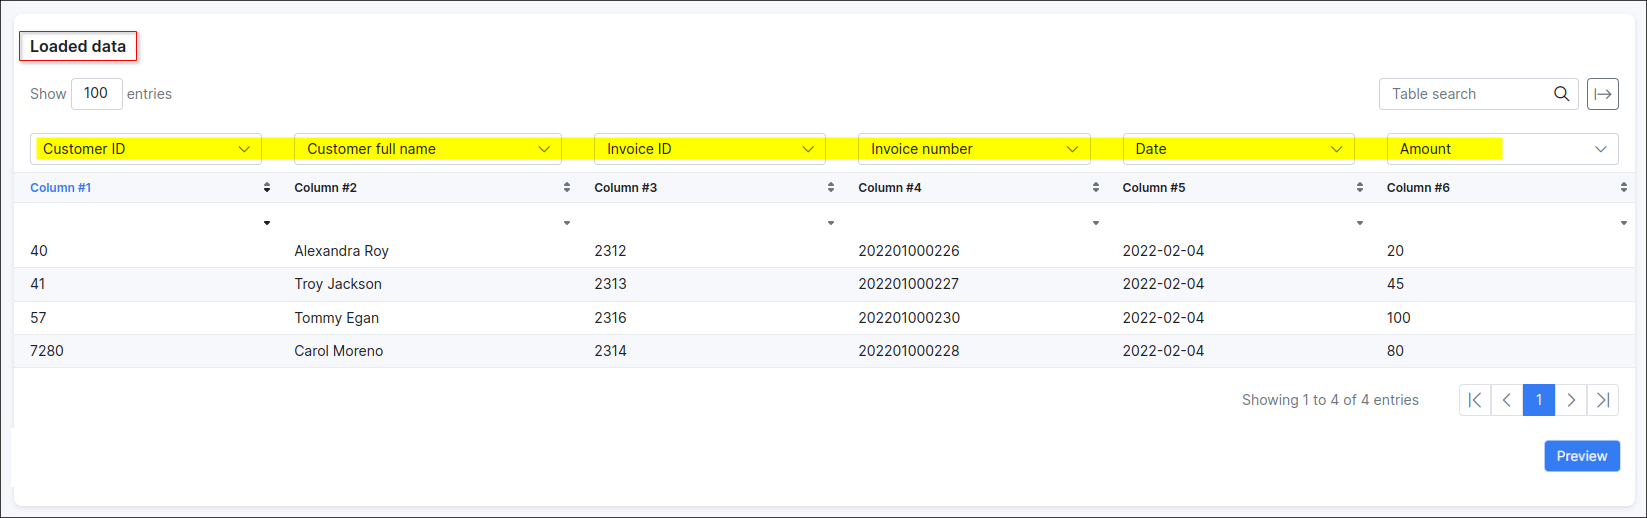 Loaded data
Show 100 entries Table search
Customer ID Customer full name Invoice ID Invoice number Date Amount
Column #1 Column #2 Column #3 Column #4 Column #5 Column #6
40 Alexandra Roy 2312 202201000226 2022-02-04 20
41 Troy Jackson 2313 202201000227 2022-02-04 45
57 Tommy Egan 2316 202201000230 2022-02-04 100
7280 Carol Moreno 2314 202201000228 2022-02-04 80
Showing 1 to 4 of 4 entries 1
Preview